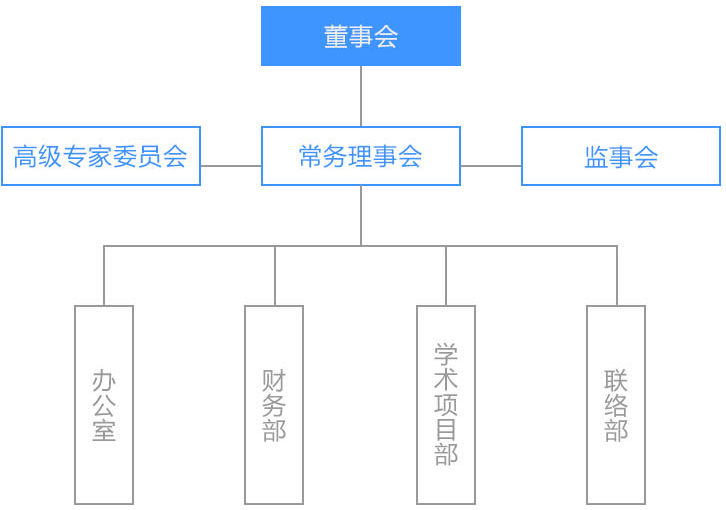 董事会
高级专家委员会
常务理事会
监事会
办公室
财务部
学术项目部
联络部